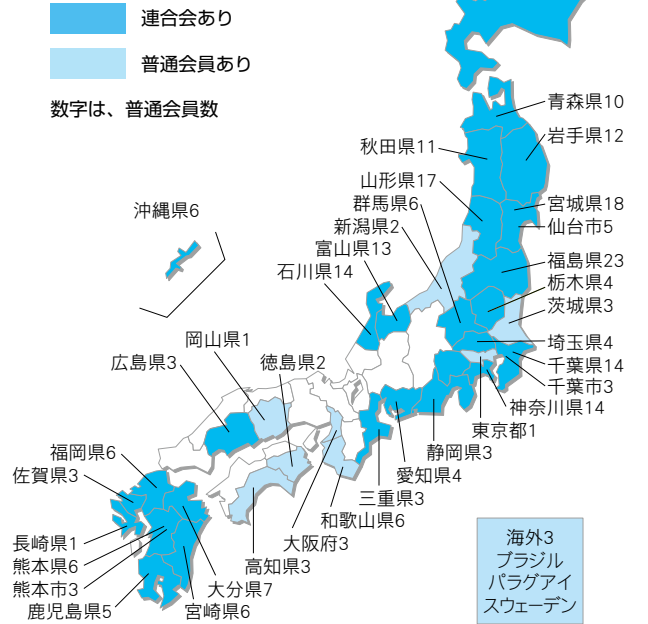 連合会あり
普通会員あり
数字は、普通会員数
青森県10
岩手県12
秋田県11
山形県17
群馬県6
宮城県18
沖縄県6
新潟県2
仙台市5
富山県13
福島県23
石川県14
栃木県4
茨城県3
岡山県1
埼玉県4
広島県3
徳島県2
千葉県14
千葉市3
神奈川県14
東京都1
静岡県3
福岡県6
愛知県4
佐賀県3
三重県3
和歌山県6
長崎県1
大阪府3
熊本県6
高知県3
熊本市3
大分県7
鹿児島県5
宮崎県6
海外3
ブラジル
パラグアイ
スウェーデン